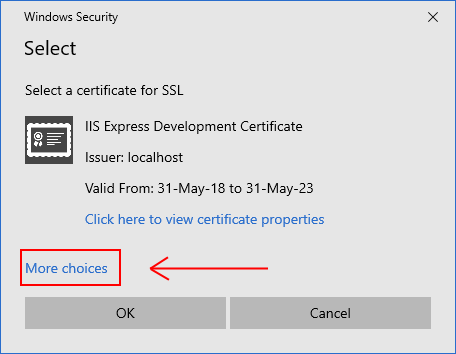 Windows Security
Select
Select a certificate for SSL
IIS Express Development Certificate
Issuer: localhost
Valid From: 31-May-18 to 31-May-23
Click here to view certificate properties
More choices
OK
Cancel